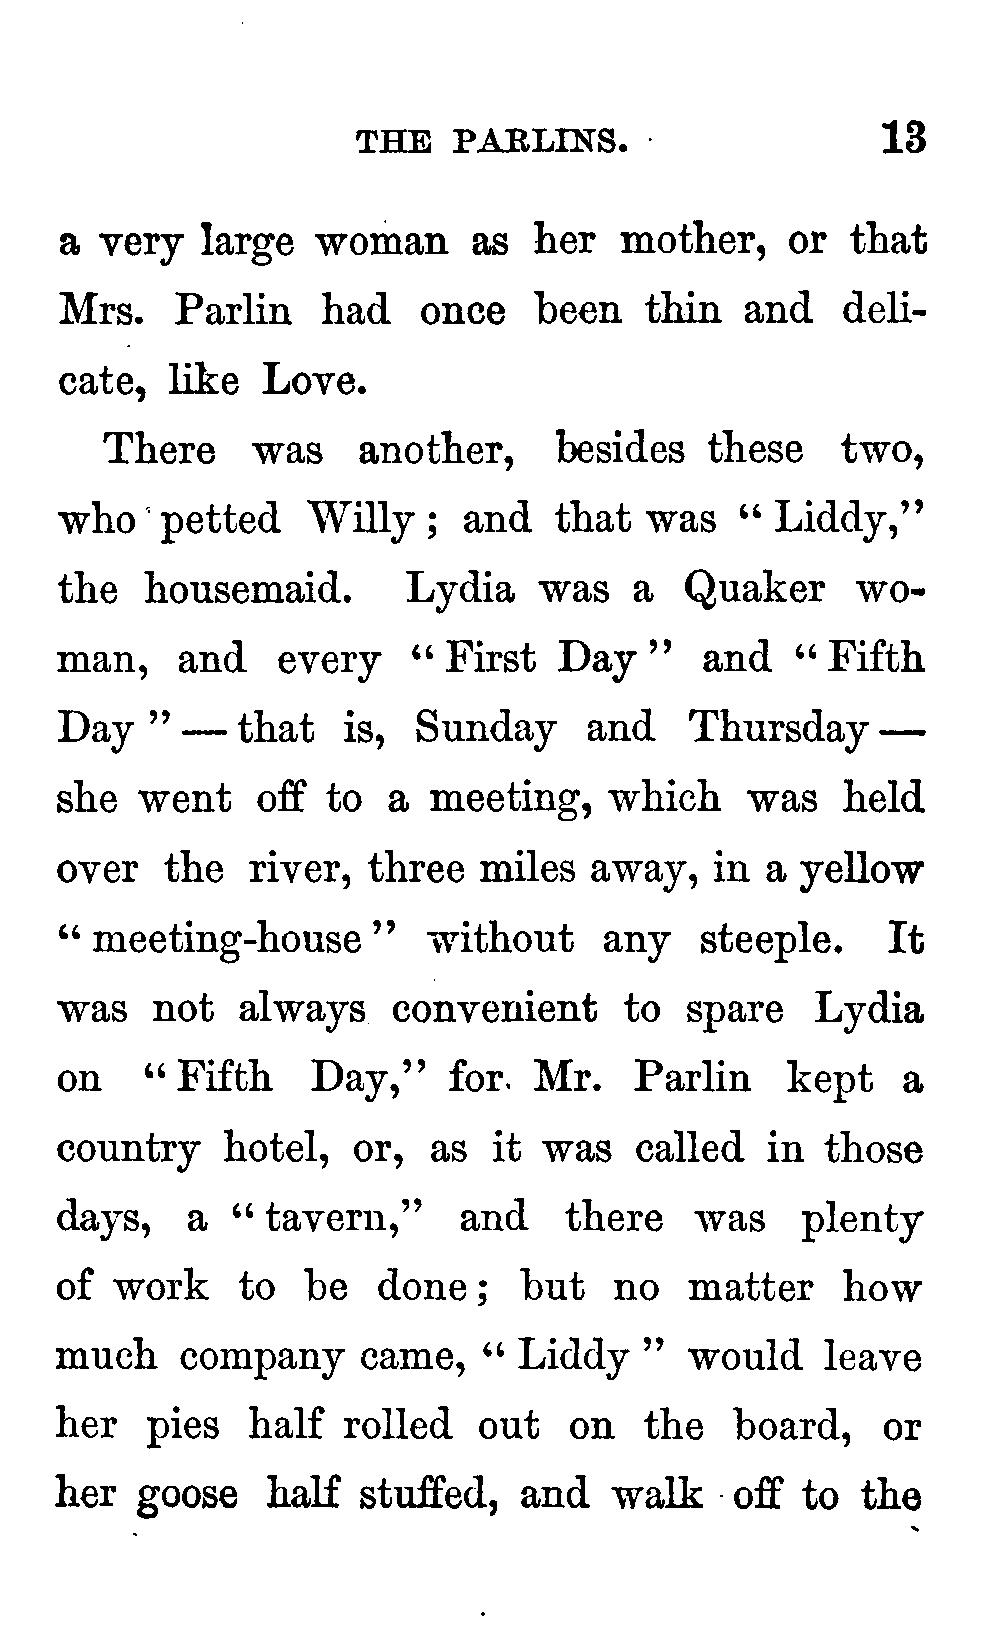 THE PARLINS. 13
a very large woman as her mother, or that
Mrs. Parlin had once been thin and deli-
cate, like Love.
There was another, besides these two,
who petted Willy; and that was "Liddy,"
the housemaid. Lydia was a Quaker wo-
man, and every "First Day" and "Fifth
Day" — that is, Sunday and Thursday —
she went off to a meeting, which was held
over the river, three miles away, in a yellow
"meeting-house" without any steeple. It
was not always convenient to spare Lydia
on "Fifth Day," for Mr. Parlin kept a
country hotel, or, as it was called in those
days, a "tavern," and there was plenty
of work to be done; but no matter how
much company came, "Liddy" would leave
her pies half rolled out on the board, or
her goose half stuffed, and walk off to the